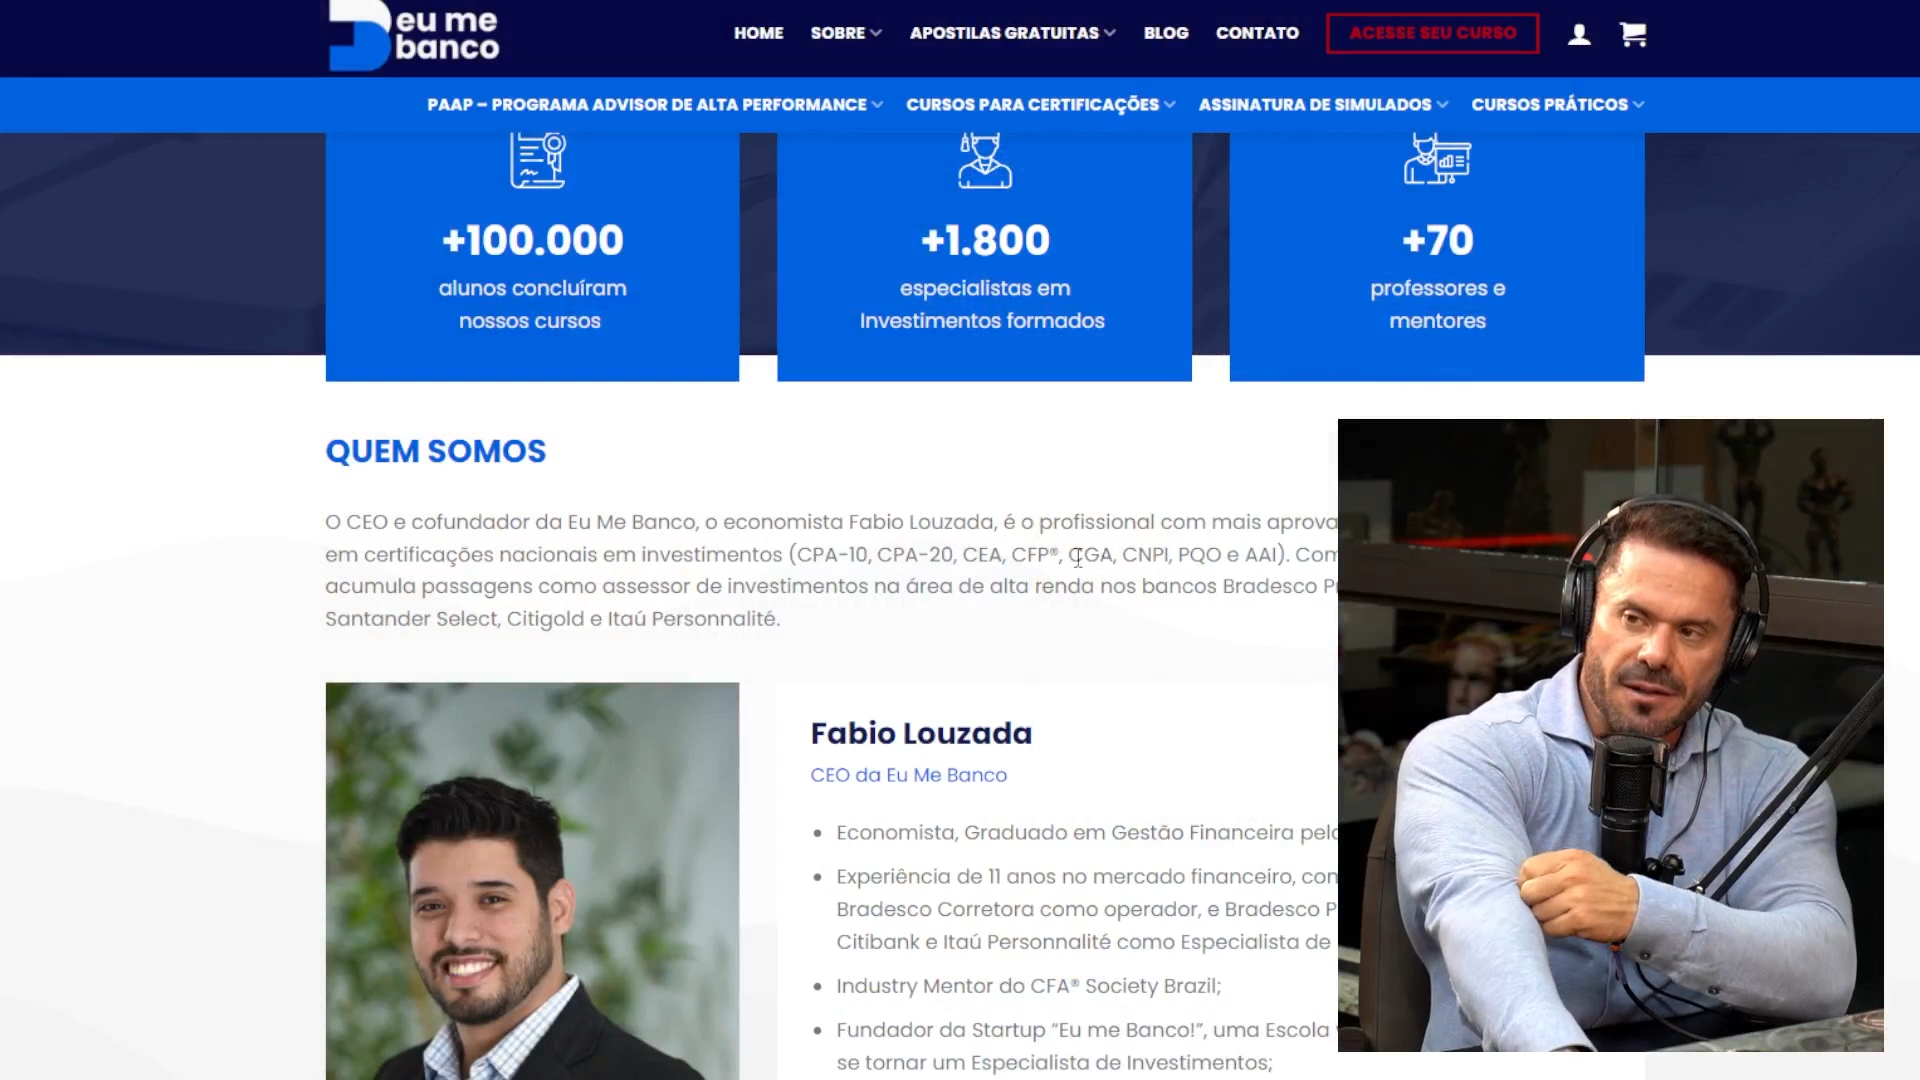 eu me
banco
HOME
SOBRE
APOSTILAS GRATUITAS
BLOG
CONTATO
ACESSE SEU CURSO
PAAP – PROGRAMA ADVISOR DE ALTA PERFORMANCE
CURSOS PARA CERTIFICAÇÕES
ASSINATURA DE SIMULADOS
CURSOS PRÁTICOS
+100.000
alunos concluíram
nossos cursos
+1.800
especialistas em
Investimentos formados
+70
professores e
mentores
QUEM SOMOS
O CEO e cofundador da Eu Me Banco, o economista Fabio Louzada, é o profissional com mais
em certificações nacionais em investimentos (CPA-10, CPA-20, CEA, CFP®, CGA, CNPI, PQO e AAI).
acumula passagens como assessor de investimentos na área de alta renda nos bancos Bradesco
Santander Select, Citigold e Itaú Personnalité.
Fabio Louzada
CEO da Eu Me Banco
Economista, Graduado em Gestão Financeira
Experiência de 11 anos no mercado financeiro,
Bradesco Corretora como operador, e Bradesco
Citibank e Itaú Personnalité como Especialista de
Industry Mentor do CFA® Society Brazil;
Fundador da Startup “Eu me Banco!”, uma Escola
se tornar um Especialista de Investimentos;